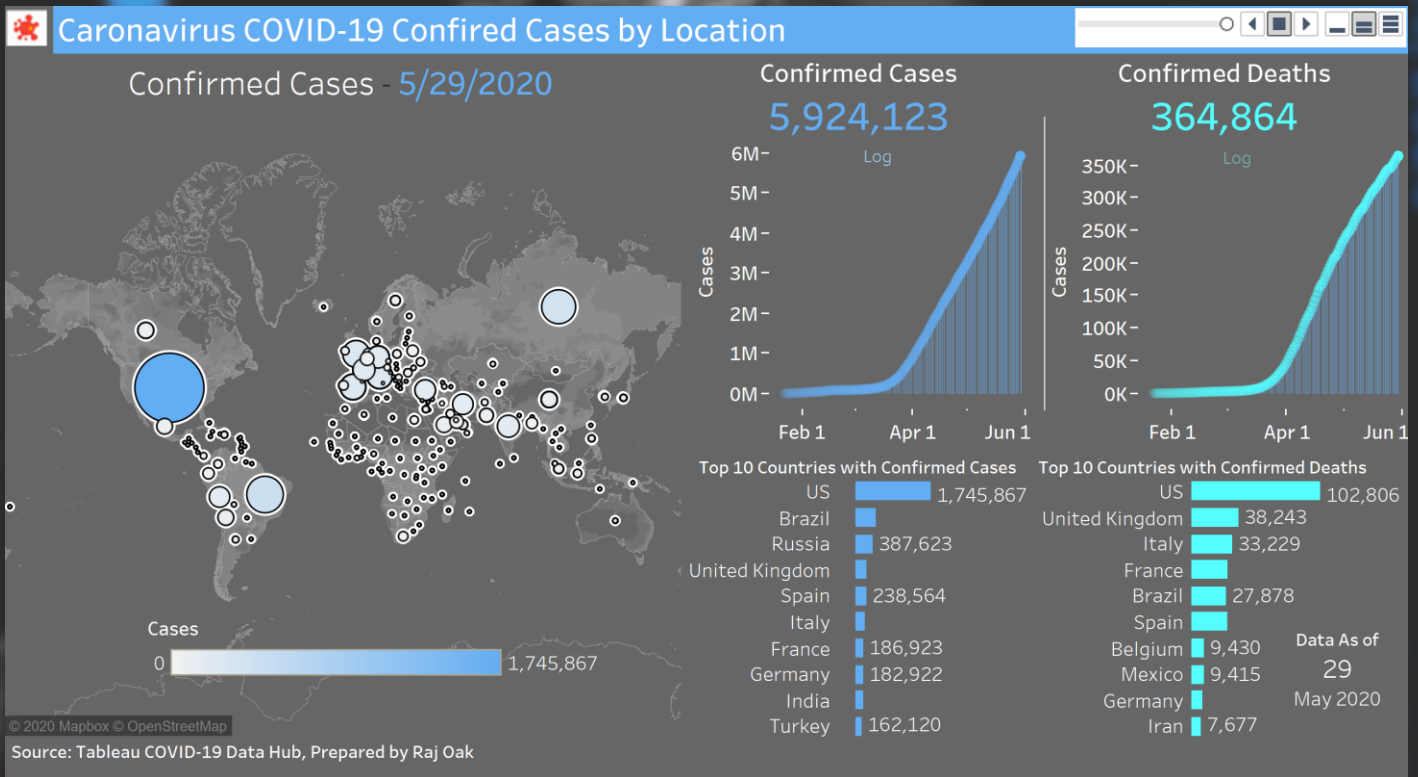 Caronavirus COVID-19 Confired Cases by Location
Confirmed Cases - 5/29/2020
Cases
0
1,745,867
© 2020 Mapbox © OpenStreetMap
Source: Tableau COVID-19 Data Hub, Prepared by Raj Oak
Confirmed Cases
5,924,123
Log
Cases
6M
5M
4M
3M
2M
1M
0M
Feb 1
Apr 1
Jun 1
Confirmed Deaths
364,864
Log
Cases
350K
300K
250K
200K
150K
100K
50K
0K
Feb 1
Apr 1
Jun 1
Top 10 Countries with Confirmed Cases
US 1,745,867
Brazil
Russia 387,623
United Kingdom
Spain 238,564
Italy
France 186,923
Germany 182,922
India
Turkey 162,120
Top 10 Countries with Confirmed Deaths
US 102,806
United Kingdom 38,243
Italy 33,229
France
Brazil 27,878
Spain
Belgium 9,430
Mexico 9,415
Germany
Iran 7,677
Data As of
29
May 2020